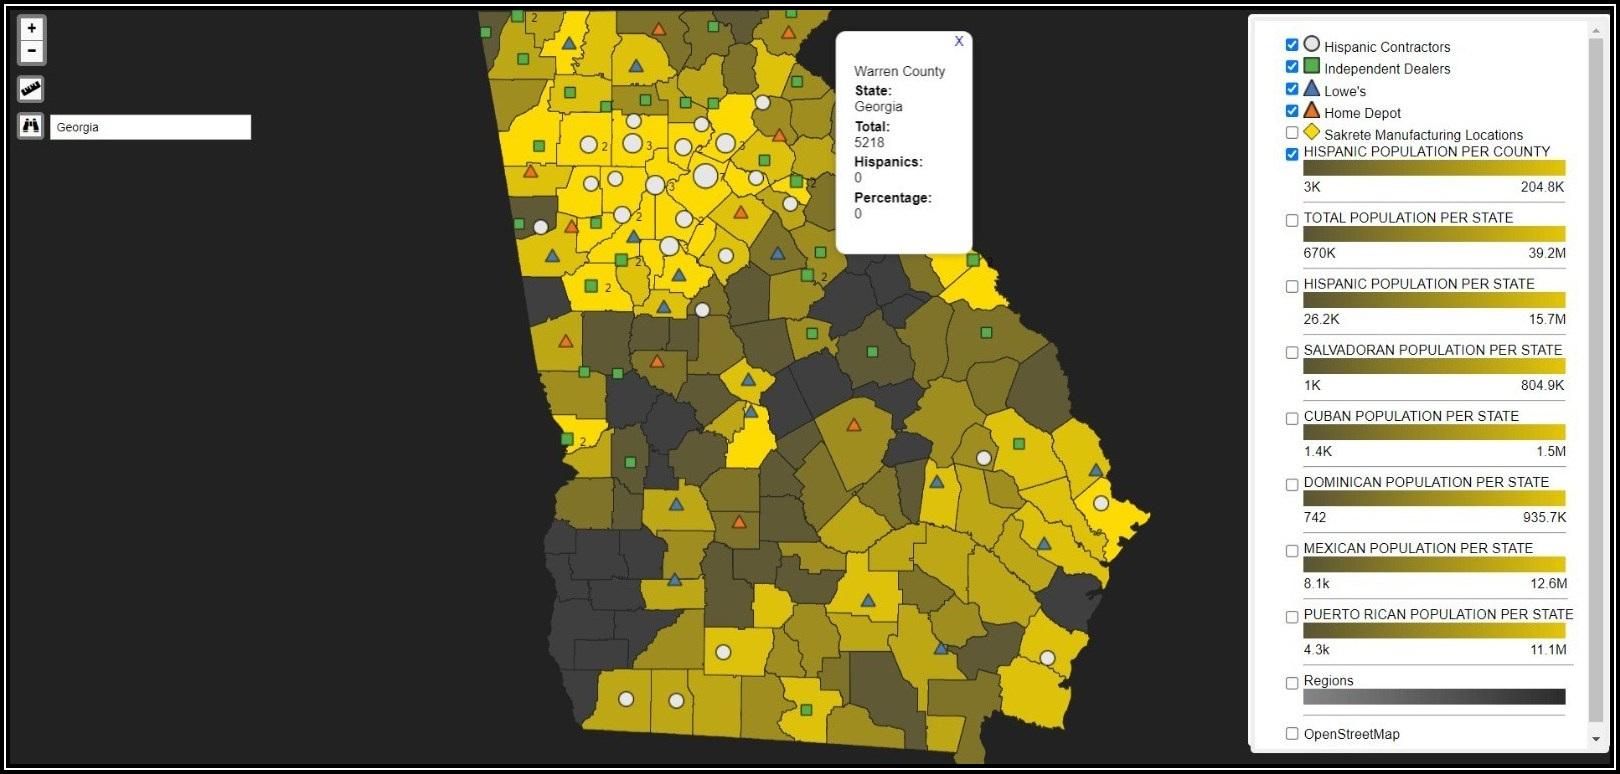 +
−
Georgia
X
Warren County
State:
Georgia
Total:
5218
Hispanics:
0
Percentage:
0
2
2
3
2
3
3
7
2
2
2
3
2
2
2
2
Hispanic Contractors
Independent Dealers
Lowe's
Home Depot
Sakrete Manufacturing Locations
HISPANIC POPULATION PER COUNTY
3K 204.8K
TOTAL POPULATION PER STATE
670K 39.2M
HISPANIC POPULATION PER STATE
26.2K 15.7M
SALVADORAN POPULATION PER STATE
1K 804.9K
CUBAN POPULATION PER STATE
1.4K 1.5M
DOMINICAN POPULATION PER STATE
742 935.7K
MEXICAN POPULATION PER STATE
8.1k 12.6M
PUERTO RICAN POPULATION PER STATE
4.3k 11.1M
Regions
OpenStreetMap